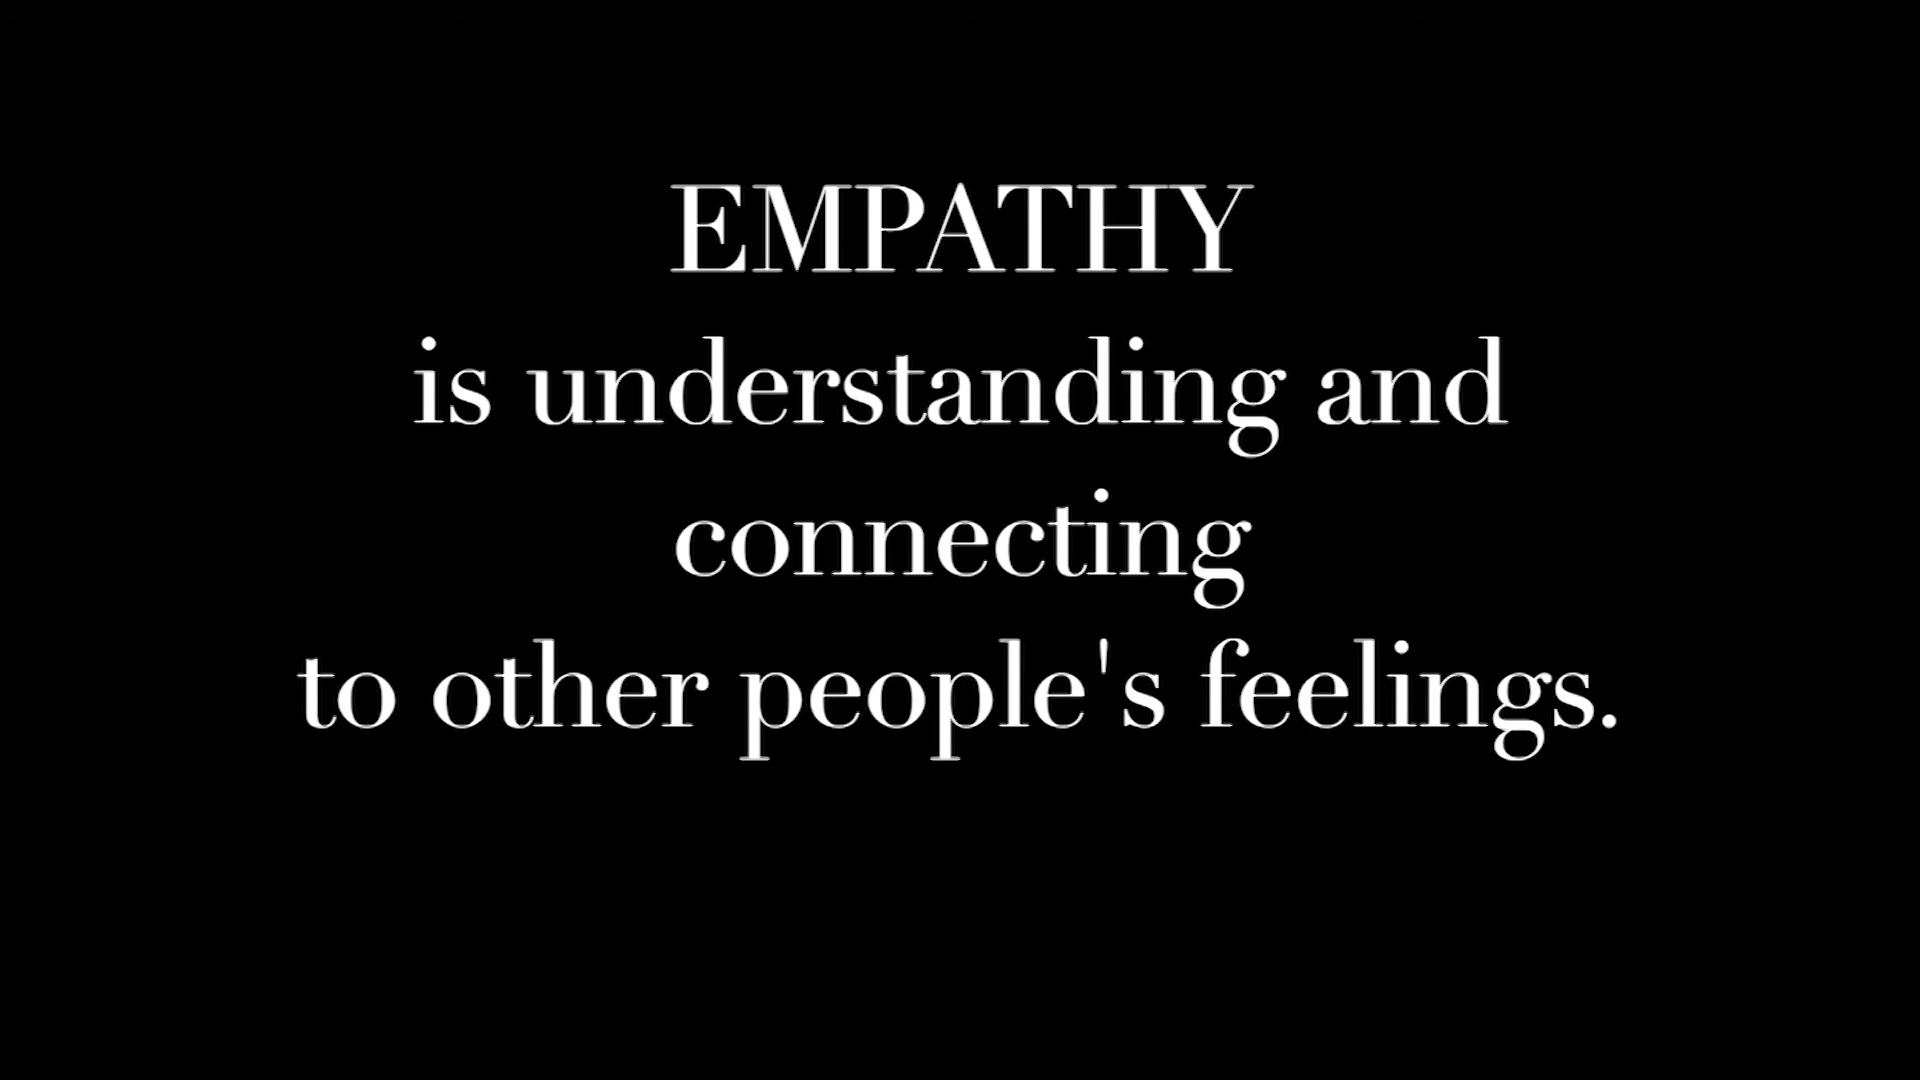 EMPATHY
is understanding and
connecting
to other people's feelings.